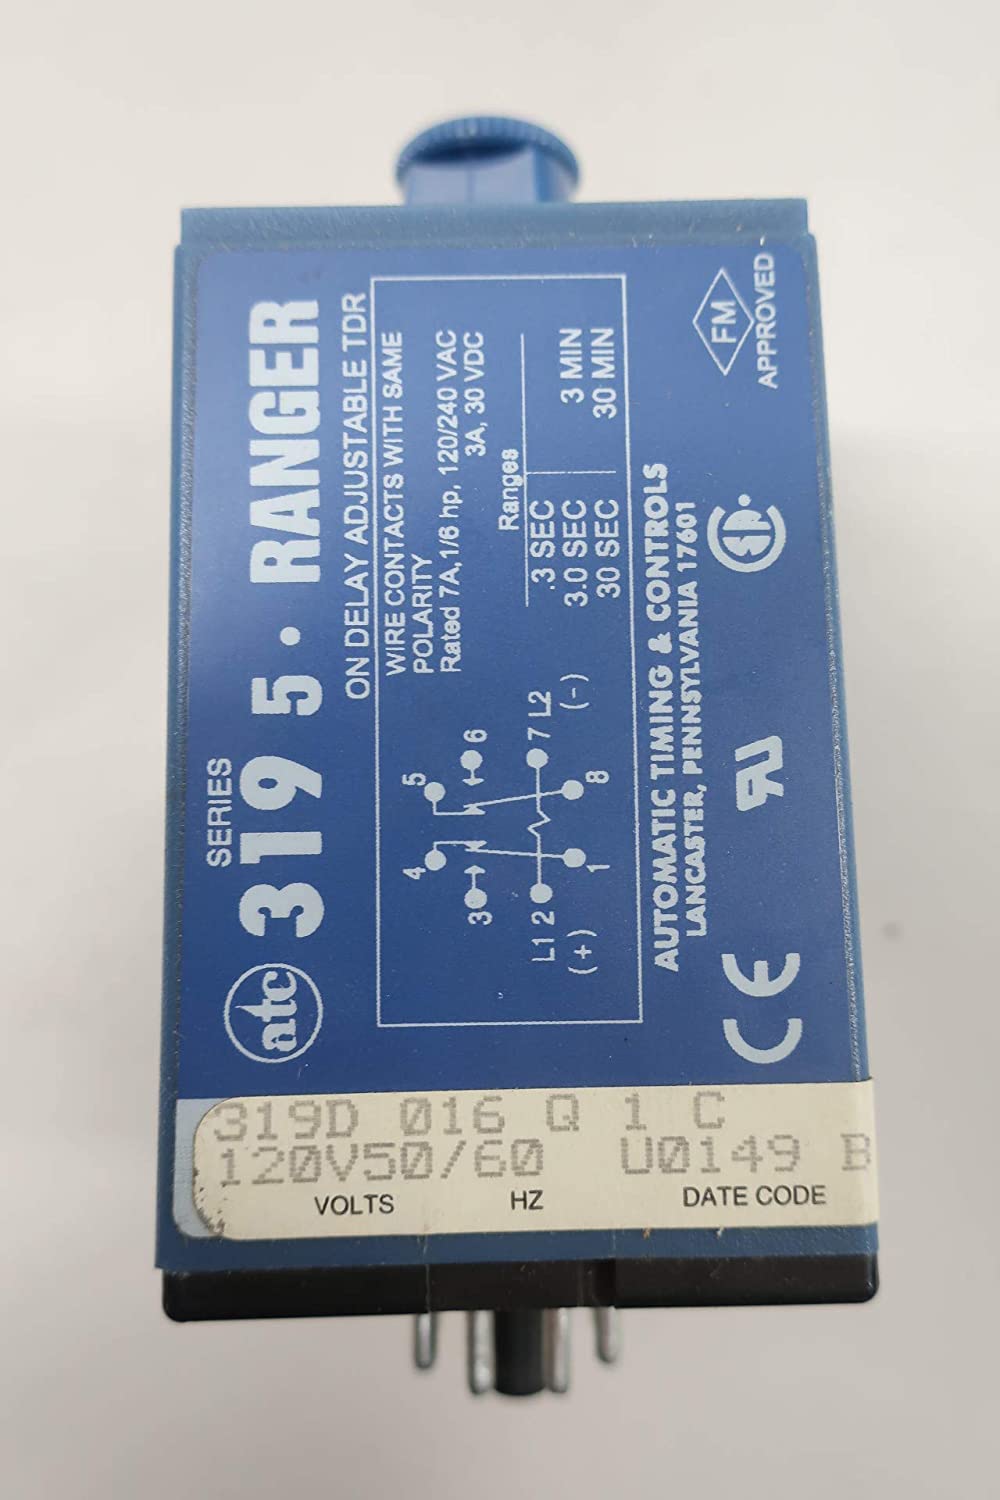 SERIES
atc 319 5 · RANGER
ON DELAY ADJUSTABLE TDR
WIRE CONTACTS WITH SAME
POLARITY
Rated 7A,1/6 hp, 120/240 VAC
3A, 30 VDC
Ranges
.3 SEC
3.0 SEC 3 MIN
30 SEC 30 MIN
4 5
3 6
L1 2 7 L2
(+) 1 8 (-)
AUTOMATIC TIMING & CONTROLS
LANCASTER, PENNSYLVANIA 17601
CE
RU
SA
FM
APPROVED
319D 016 Q 1 C
120V50/60 U0149 B
VOLTS HZ DATE CODE